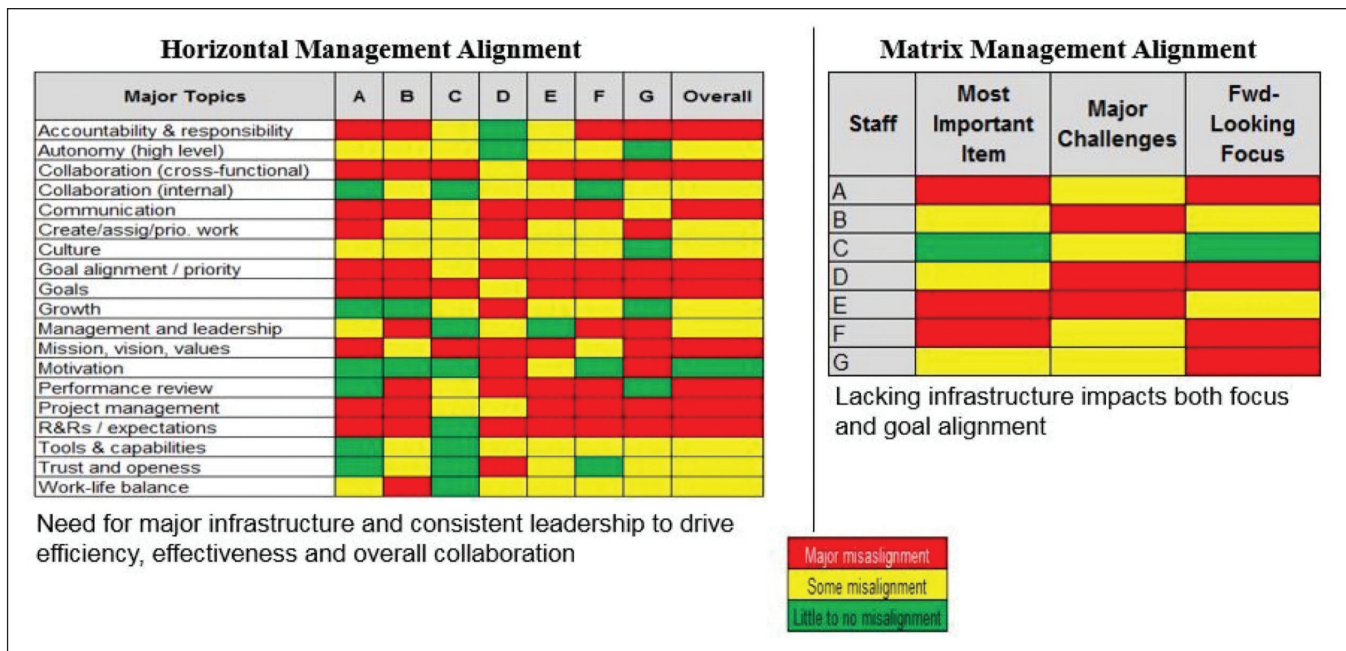 Horizontal Management Alignment
Major Topics A B C D E F G Overall
Accountability & responsibility
Autonomy (high level)
Collaboration (cross-functional)
Collaboration (internal)
Communication
Create/assig/prio. work
Culture
Goal alignment / priority
Goals
Growth
Management and leadership
Mission, vision, values
Motivation
Performance review
Project management
R&Rs / expectations
Tools & capabilities
Trust and openess
Work-life balance
Need for major infrastructure and consistent leadership to drive
efficiency, effectiveness and overall collaboration
Matrix Management Alignment
Staff
Most
Important
Item
Major
Challenges
Fwd-
Looking
Focus
A
B
C
D
E
F
G
Lacking infrastructure impacts both focus
and goal alignment
Major misaslignment
Some misalignment
Little to no misalignment